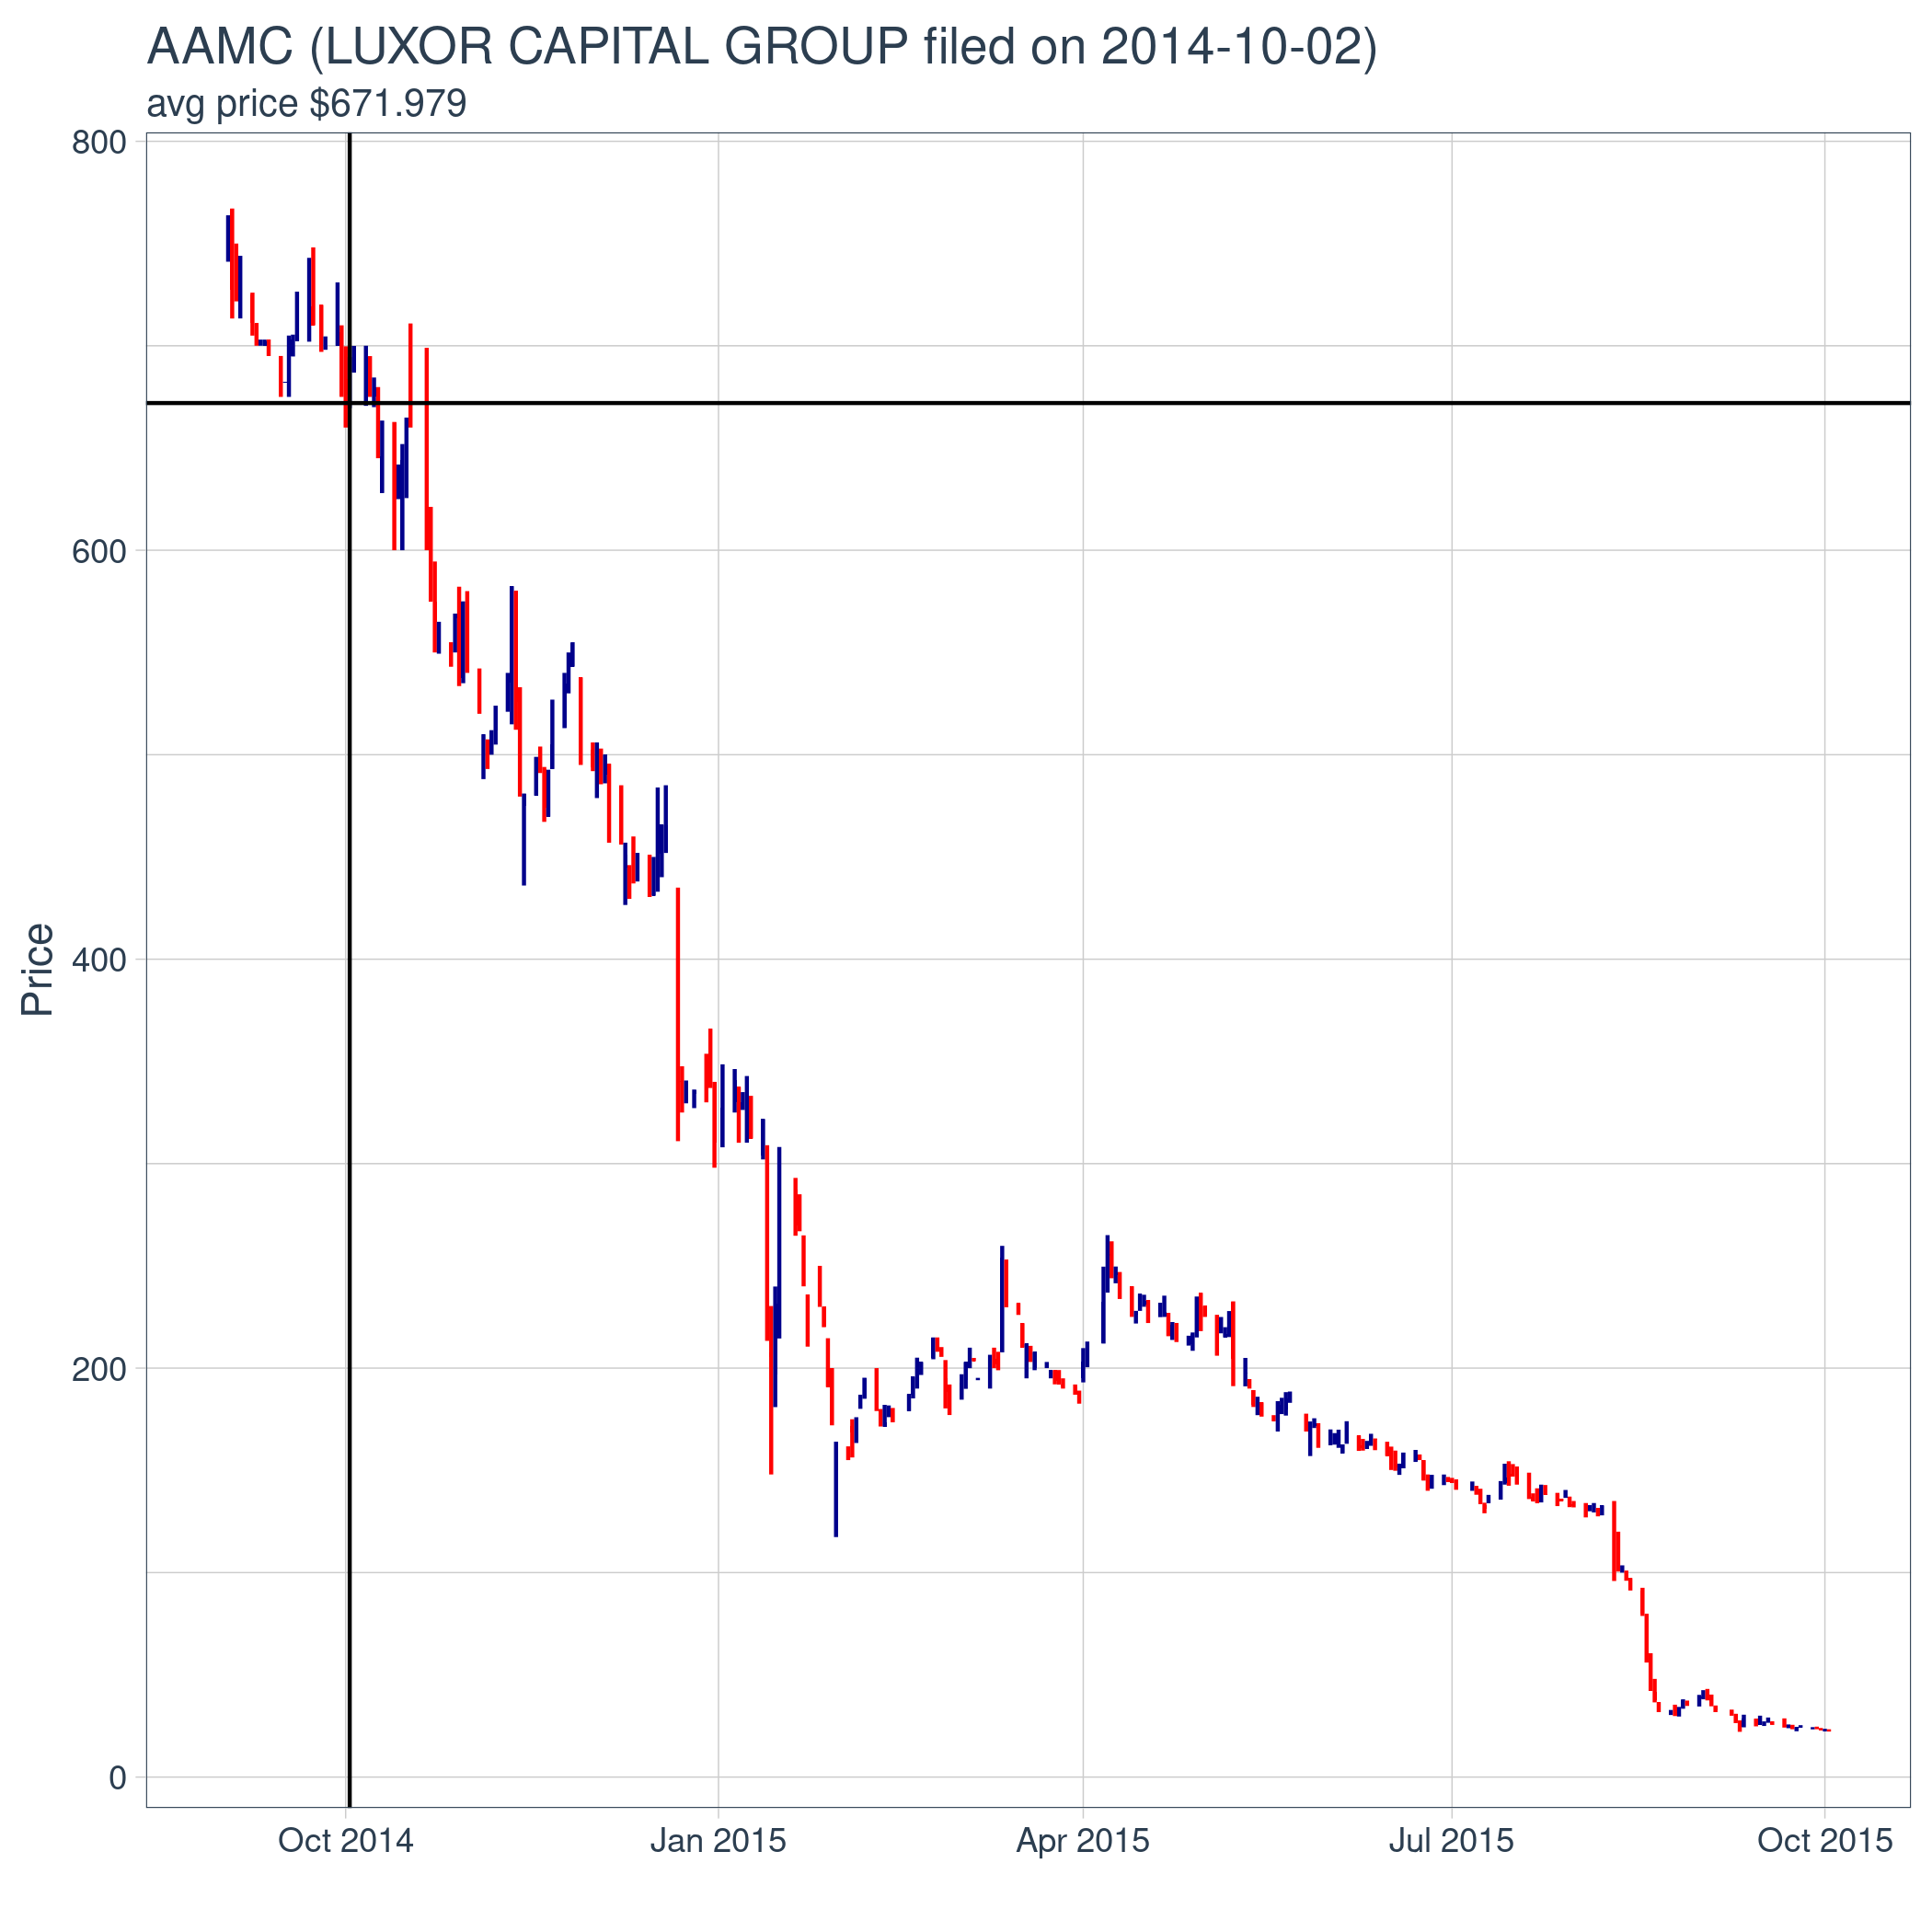 AAMC (LUXOR CAPITAL GROUP filed on 2014-10-02)
avg price $671.979
800
600
400
200
0
Price
Oct 2014
Jan 2015
Apr 2015
Jul 2015
Oct 2015